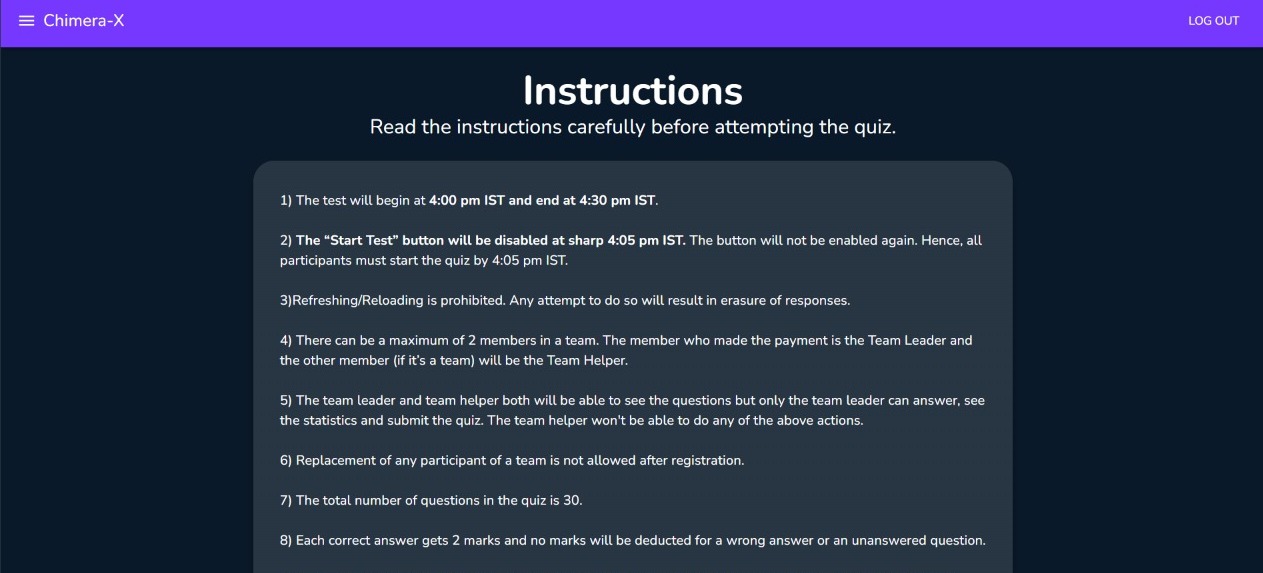 Chimera-X
LOG OUT
Instructions
Read the instructions carefully before attempting the quiz.
1) The test will begin at 4:00 pm IST and end at 4:30 pm IST.
2) The “Start Test” button will be disabled at sharp 4:05 pm IST. The button will not be enabled again. Hence, all
participants must start the quiz by 4:05 pm IST.
3)Refreshing/Reloading is prohibited. Any attempt to do so will result in erasure of responses.
4) There can be a maximum of 2 members in a team. The member who made the payment is the Team Leader and
the other member (if it’s a team) will be the Team Helper.
5) The team leader and team helper both will be able to see the questions but only the team leader can answer, see
the statistics and submit the quiz. The team helper won't be able to do any of the above actions.
6) Replacement of any participant of a team is not allowed after registration.
7) The total number of questions in the quiz is 30.
8) Each correct answer gets 2 marks and no marks will be deducted for a wrong answer or an unanswered question.